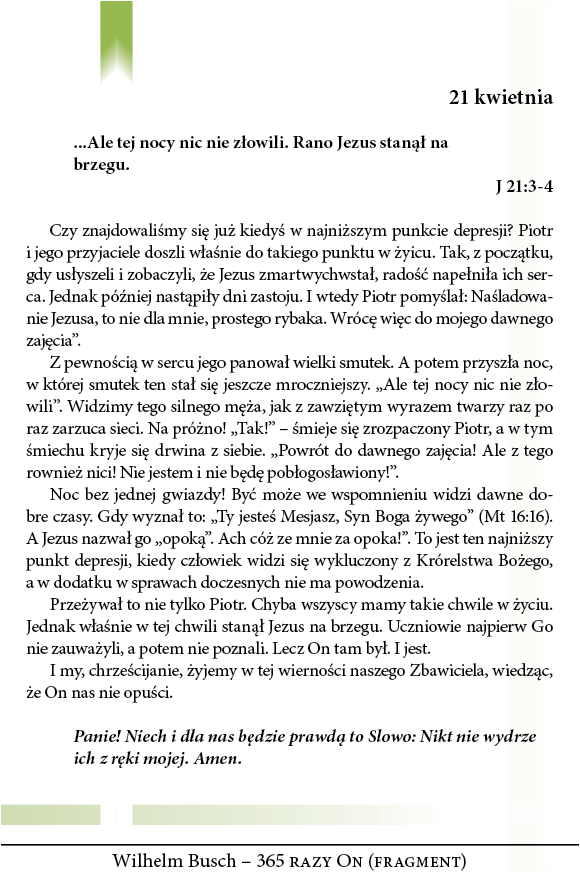 21 kwietnia
...Ale tej nocy nic nie złowili. Rano Jezus stanął na
brzegu.
J 21:3-4
Czy znajdowaliśmy się już kiedyś w najniższym punkcie depresji? Piotr
i jego przyjaciele doszli właśnie do takiego punktu w żyicu. Tak, z początku,
gdy usłyszeli i zobaczyli, że Jezus zmartwychwstał, radość napełniła ich ser-
ca. Jednak później nastąpiły dni zastoju. I wtedy Piotr pomyślał: Naśladowa-
nie Jezusa, to nie dla mnie, prostego rybaka. Wrócę więc do mojego dawnego
zajęcia”.
Z pewnością w sercu jego panował wielki smutek. A potem przyszła noc,
w której smutek ten stał się jeszcze mroczniejszy. „Ale tej nocy nic nie zło-
wili”. Widzimy tego silnego męża, jak z zawziętym wyrazem twarzy raz po
raz zarzuca sieci. Na próżno! „Tak!” – śmieje się zrozpaczony Piotr, a w tym
śmiechu kryje się drwina z siebie. „Powrót do dawnego zajęcia! Ale z tego
rownież nici! Nie jestem i nie będę pobłogosławiony!”.
Noc bez jednej gwiazdy! Być może we wspomnieniu widzi dawne do-
bre czasy. Gdy wyznał to: „Ty jesteś Mesjasz, Syn Boga żywego” (Mt 16:16).
A Jezus nazwał go „opoką”. Ach cóż ze mnie za opoka!”. To jest ten najniższy
punkt depresji, kiedy człowiek widzi się wykluczony z Krórelstwa Bożego,
a w dodatku w sprawach doczesnych nie ma powodzenia.
Przeżywał to nie tylko Piotr. Chyba wszyscy mamy takie chwile w życiu.
Jednak właśnie w tej chwili stanął Jezus na brzegu. Uczniowie najpierw Go
nie zauważyli, a potem nie poznali. Lecz On tam był. I jest.
I my, chrześcijanie, żyjemy w tej wierności naszego Zbawiciela, wiedząc,
że On nas nie opuści.
Panie! Niech i dla nas będzie prawdą to Slowo: Nikt nie wydrze
ich z ręki mojej. Amen.
Wilhelm Busch – 365 razy On (fragment)